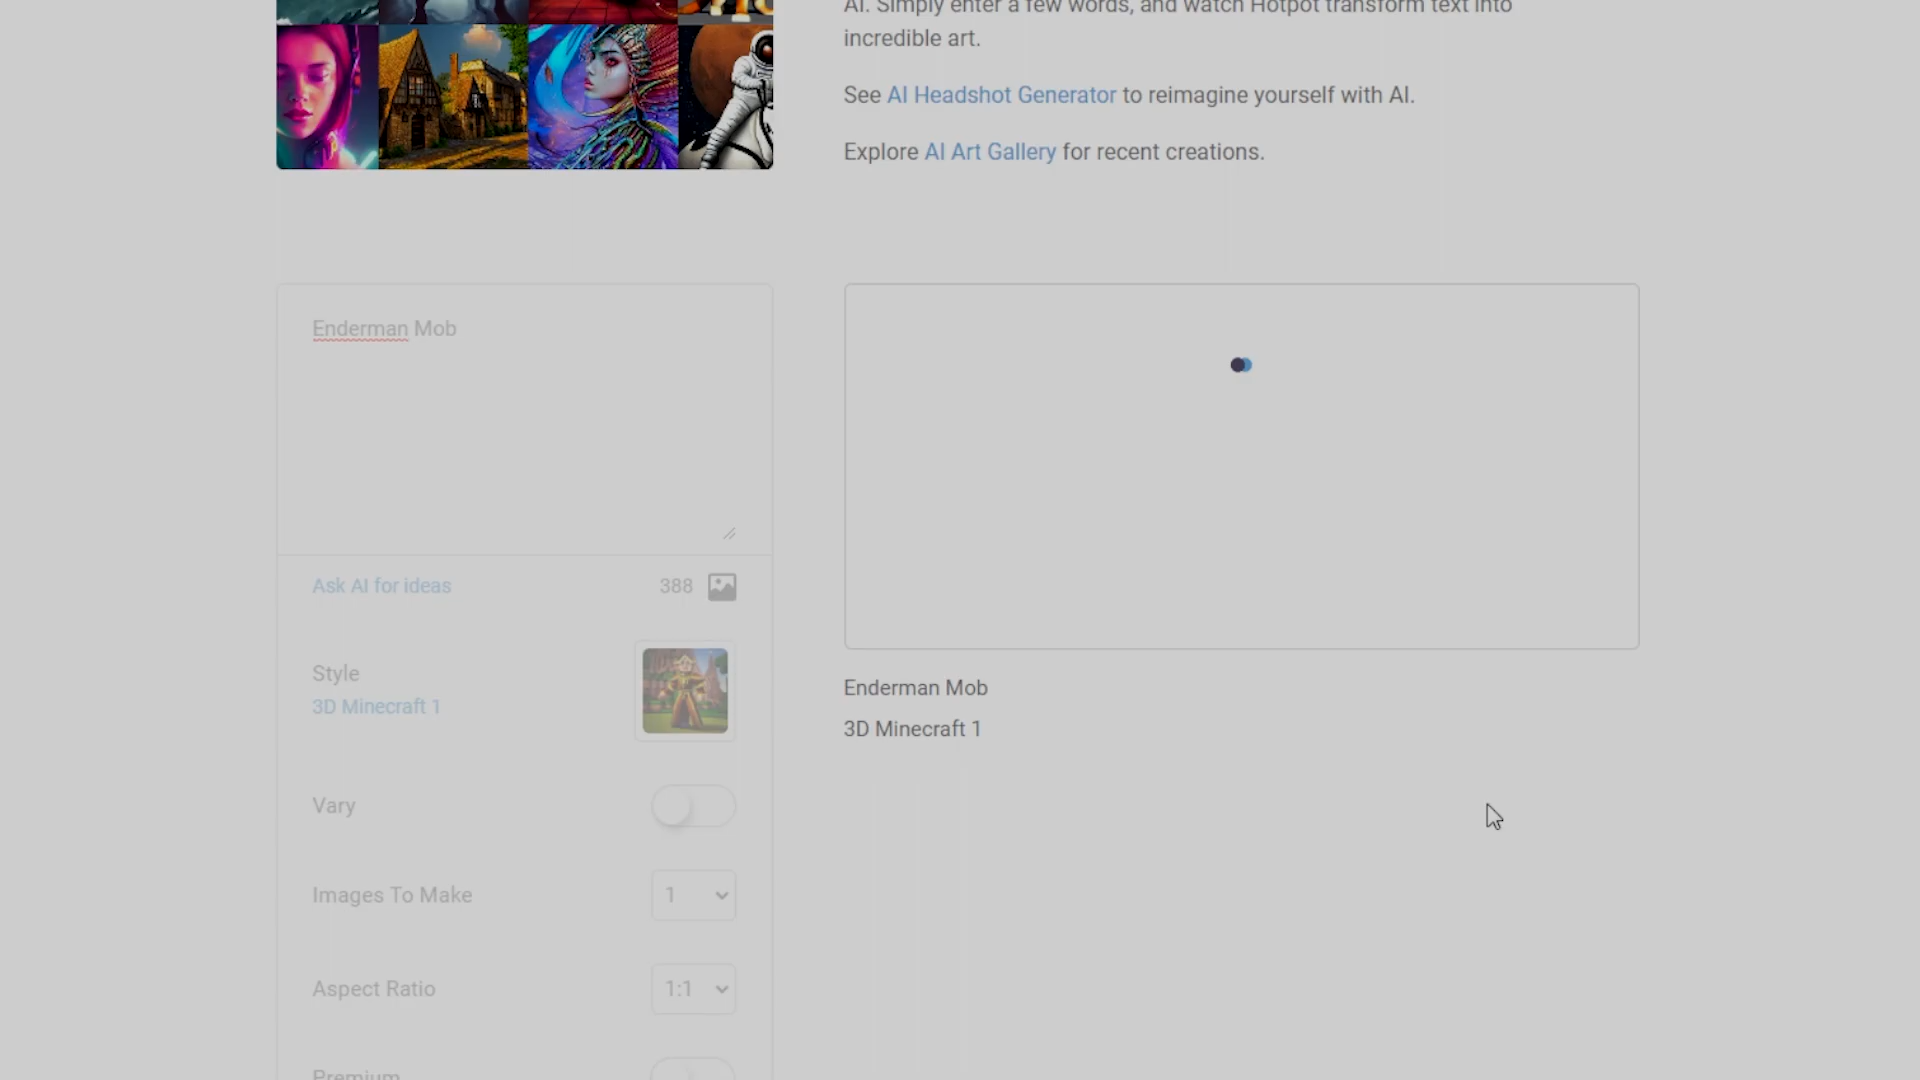 AI. Simply enter a few words, and watch Hotpot transform text into
incredible art.
See AI Headshot Generator to reimagine yourself with AI.
Explore AI Art Gallery for recent creations.
Enderman Mob
Ask AI for ideas
388
Style
3D Minecraft 1
Vary
Images To Make
1
Aspect Ratio
1:1
Premium
Enderman Mob
3D Minecraft 1